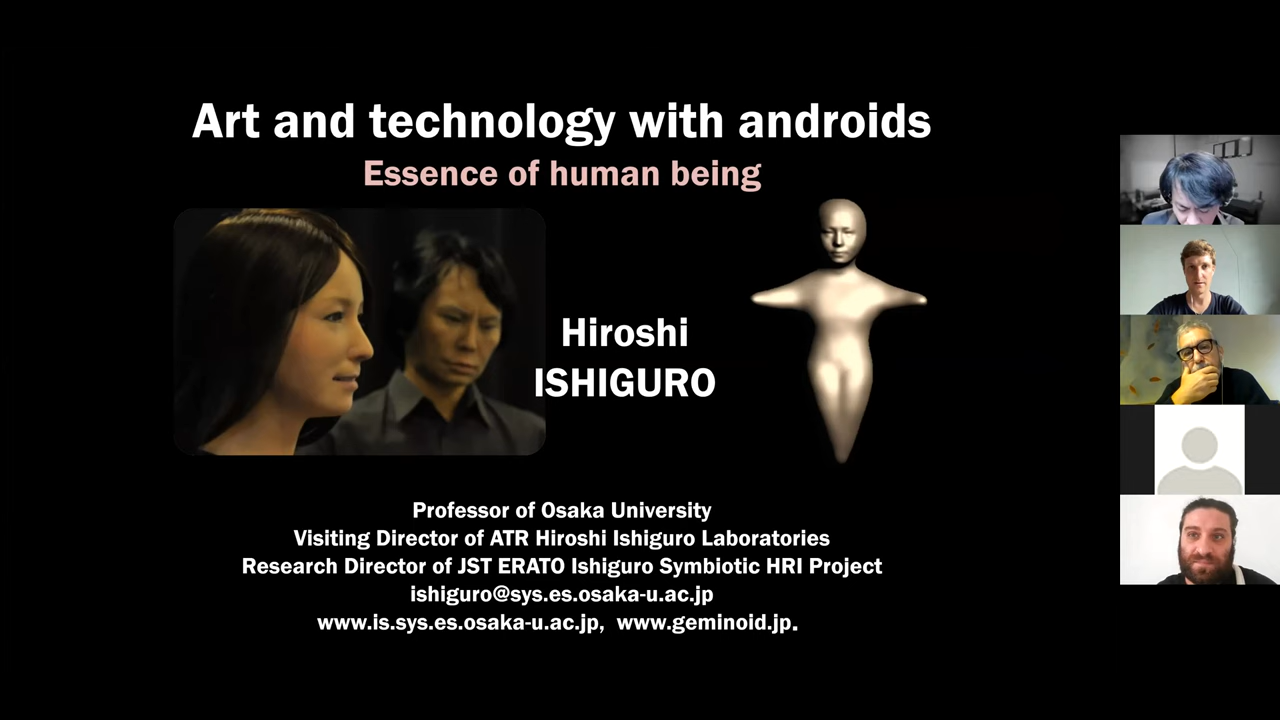 Art and technology with androids
Essence of human being
Hiroshi
ISHIGURO
Professor of Osaka University
Visiting Director of ATR Hiroshi Ishiguro Laboratories
Research Director of JST ERATO Ishiguro Symbiotic HRI Project
ishiguro@sys.es.osaka-u.ac.jp
www.is.sys.es.osaka-u.ac.jp, www.geminoid.jp.